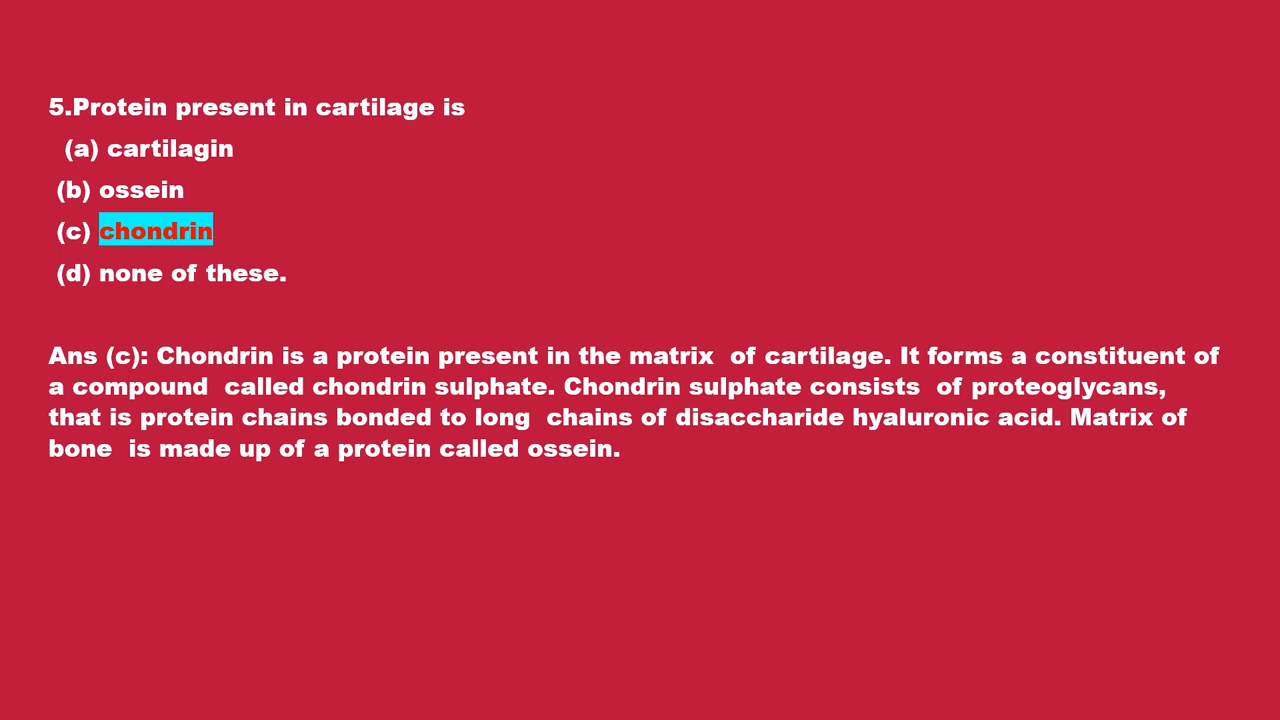 5.Protein present in cartilage is
(a) cartilagin
(b) ossein
(c) chondrin
(d) none of these.
Ans (c): Chondrin is a protein present in the matrix  of cartilage. It forms a constituent of
a compound  called chondrin sulphate. Chondrin sulphate consists  of proteoglycans,
that is protein chains bonded to long  chains of disaccharide hyaluronic acid. Matrix of
bone  is made up of a protein called ossein.